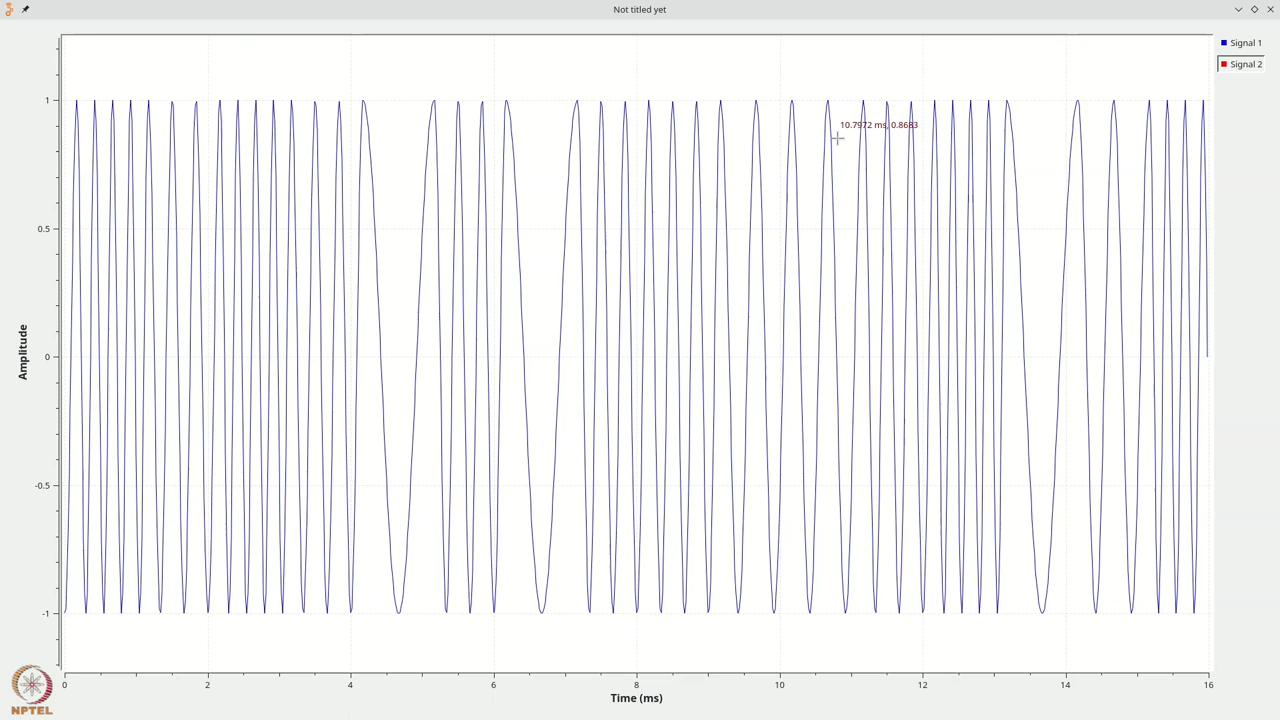 Not titled yet
Signal 1
Signal 2
1
10.7972 ms, 0.8683
0.5
Amplitude
0
-0.5
-1
0 2 4 6 8 10 12 14 16
Time (ms)
NPTEL